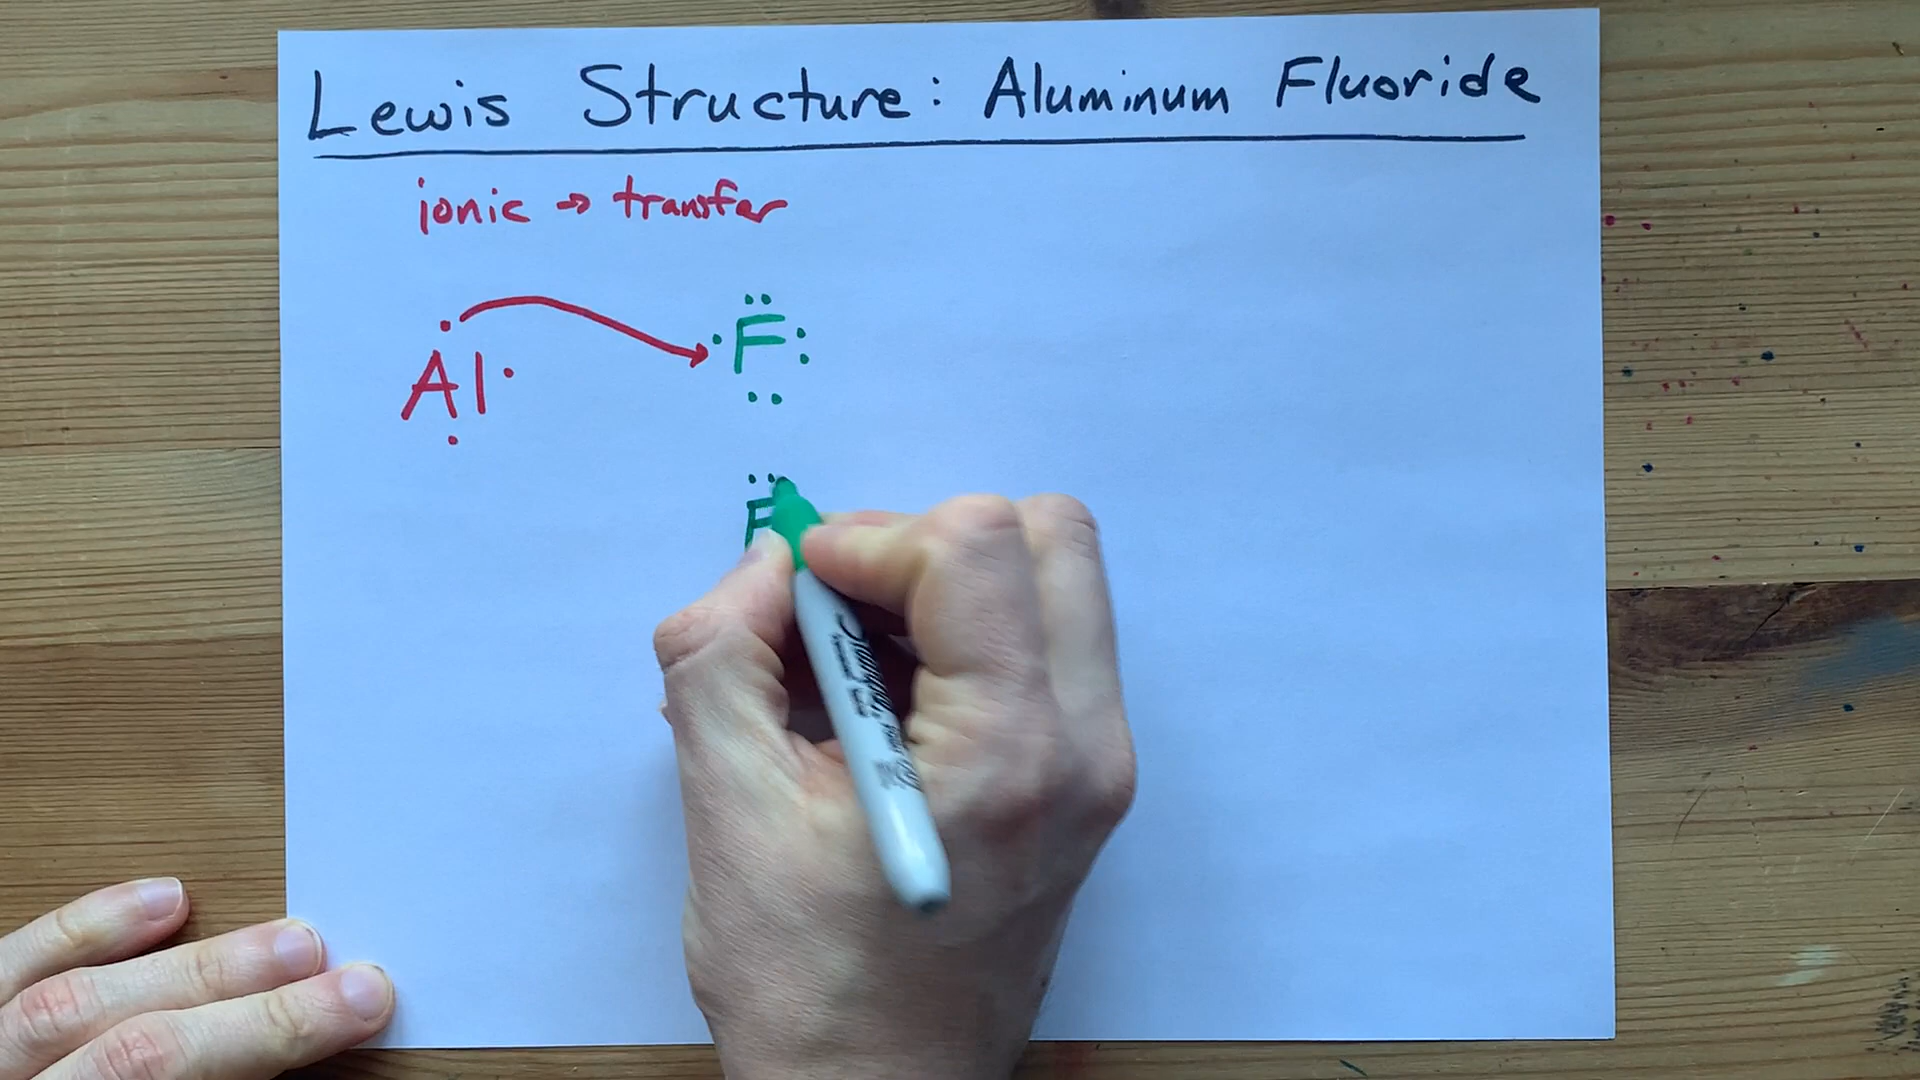 Lewis Structure: Aluminum Fluoride
ionic → transfer
Al
F
F